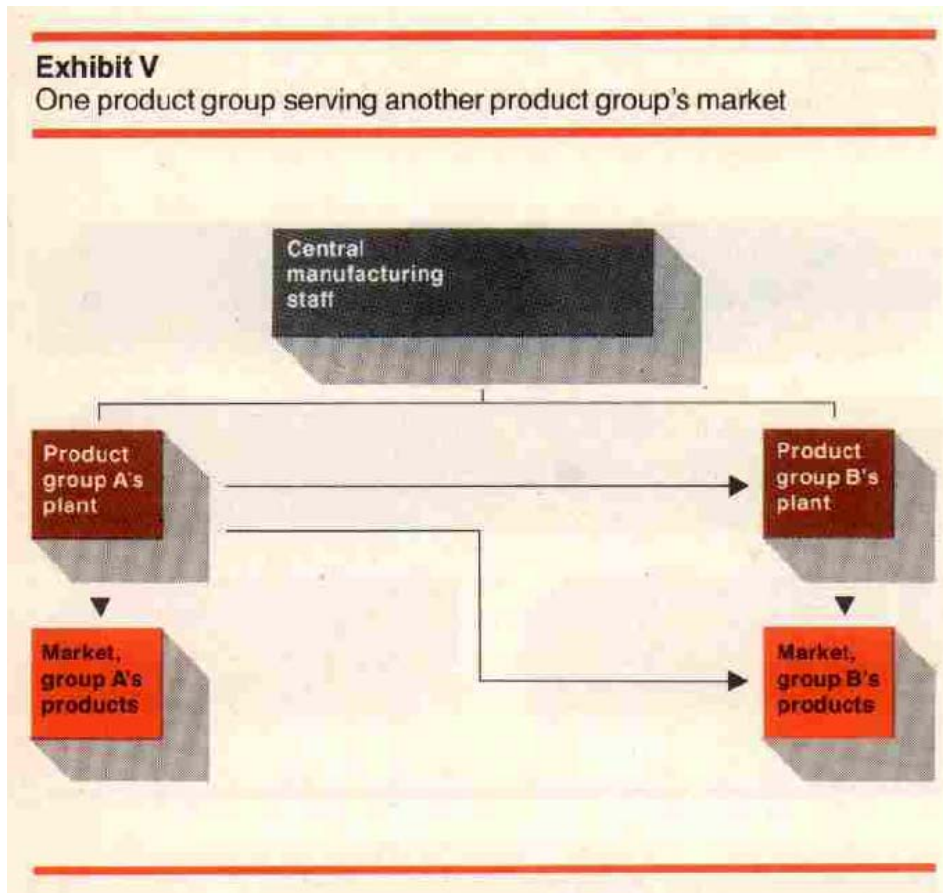 Exhibit V
One product group serving another product group's market
Central
manufacturing
staff
Product
group A's
plant
Product
group B's
plant
Market,
group A's
products
Market,
group B's
products